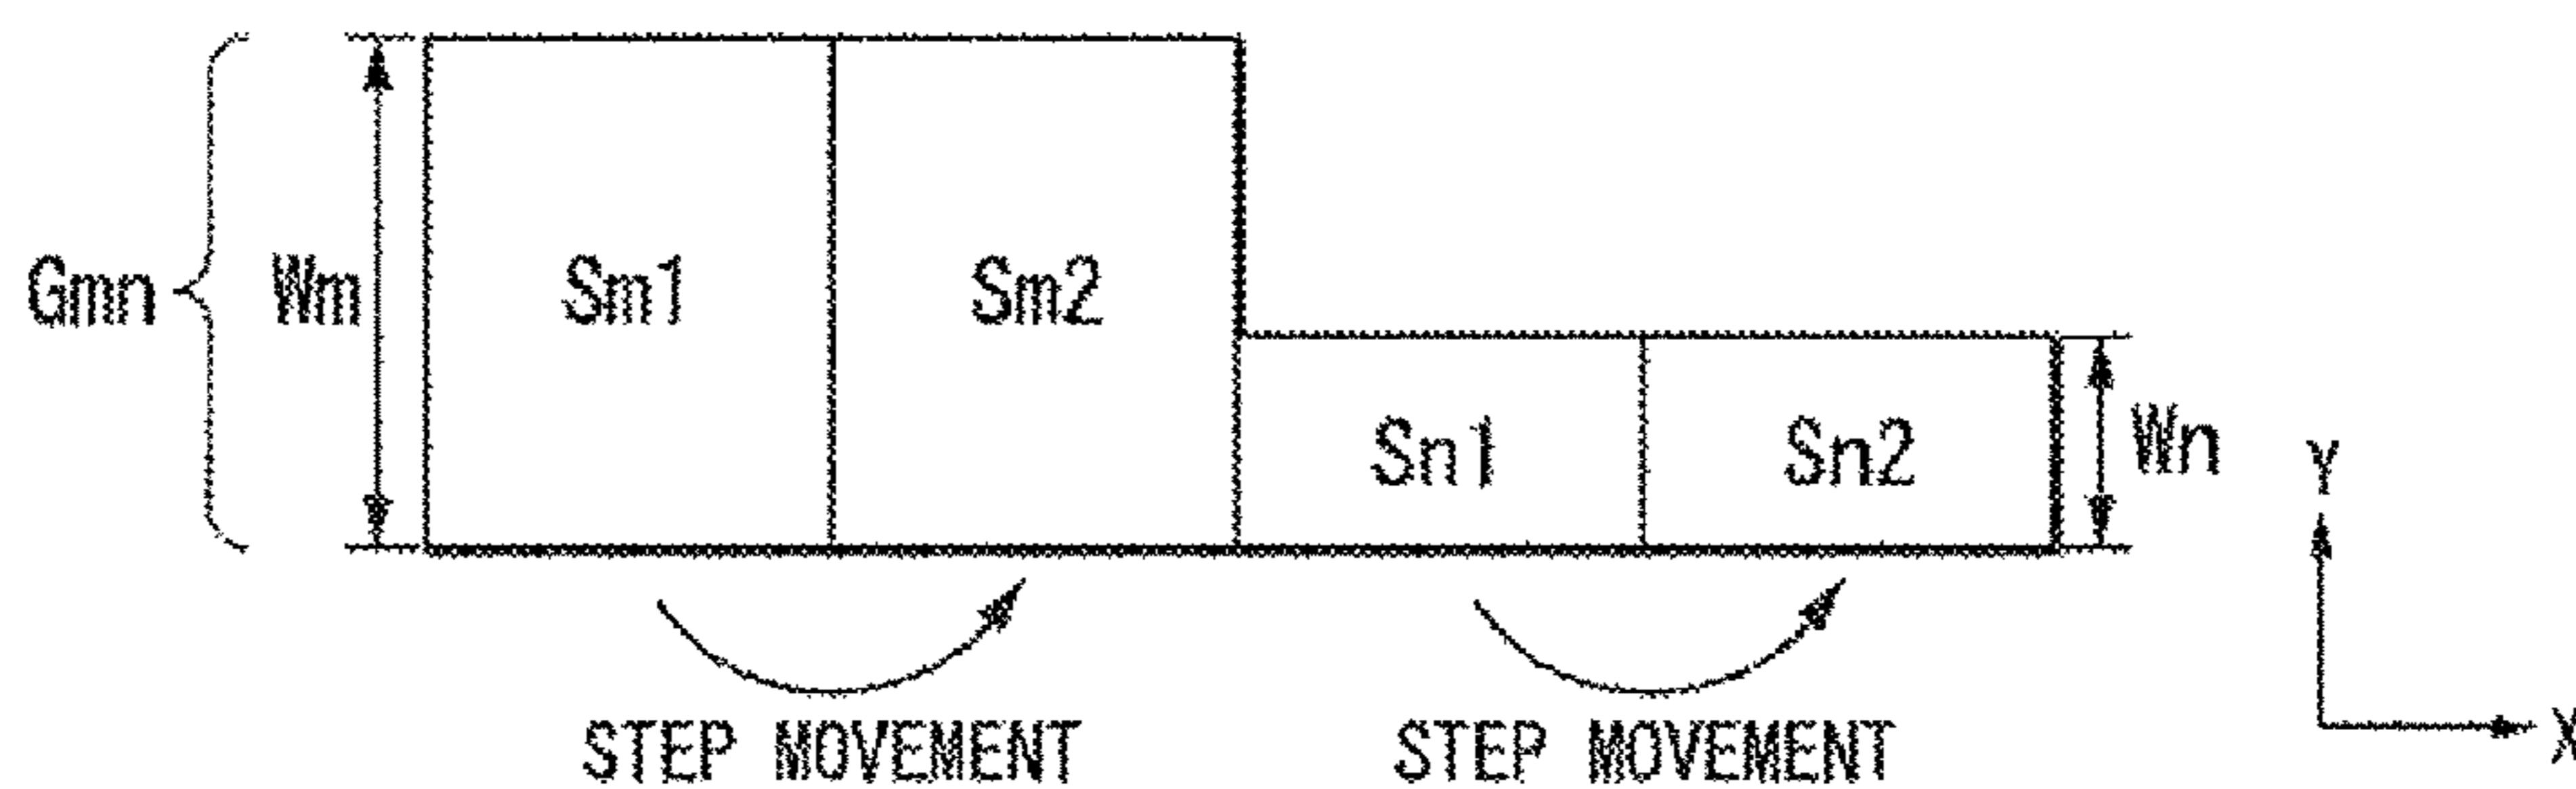 Gmn
Wm
Sm1
Sm2
Sn1
Sn2
Wn
Y
X
STEP MOVEMENT
STEP MOVEMENT